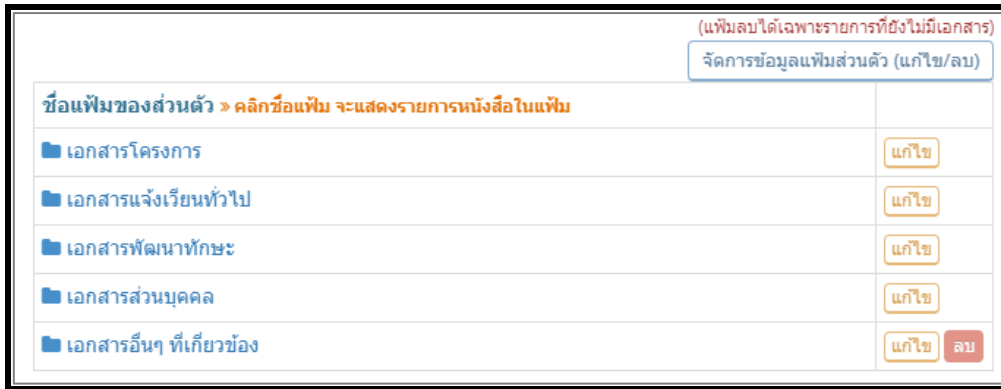 (แฟ้มลบได้เฉพาะรายการที่ยังไม่มีเอกสาร)
จัดการข้อมูลแฟ้มส่วนตัว (แก้ไข/ลบ)
ชื่อแฟ้มของส่วนตัว » คลิกชื่อแฟ้ม จะแสดงรายการหนังสือในแฟ้ม
เอกสารโครงการ แก้ไข
เอกสารแจ้งเวียนทั่วไป แก้ไข
เอกสารพัฒนาทักษะ แก้ไข
เอกสารส่วนบุคคล แก้ไข
เอกสารอื่นๆ ที่เกี่ยวข้อง แก้ไข ลบ